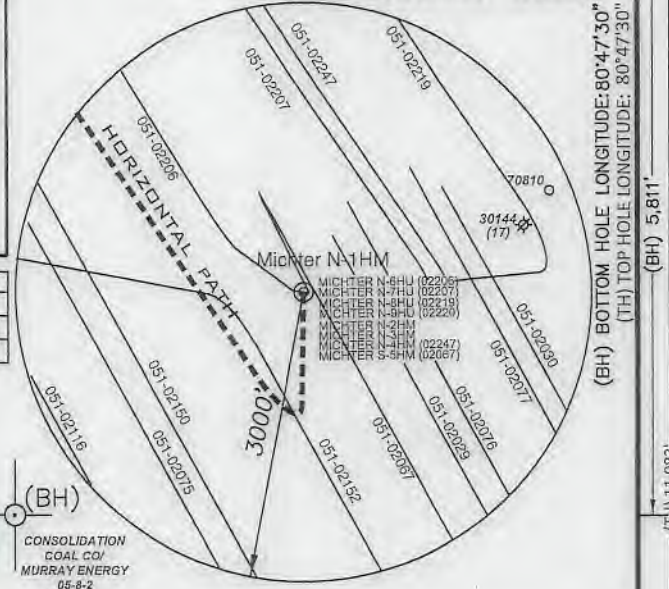 051-02247
051-02207
051-02219
051-02206
HORIZONTAL PATH
70810
30144
(17)
Michter N-1HM
MICHTER N-6HU
MICHTER N-7HU (02207)
MICHTER N-8HU (02219)
MICHTER N-9HU (02220)
MICHTER N-2HM
MICHTER N-4HM (02247)
MICHTER S-5HM (02067)
051-02030
051-02077
051-02076
051-02029
051-02067
051-02152
3000'
051-02150
051-02075
051-02116
(BH)
CONSOLIDATION
COAL CO/
MURRAY ENERGY
05-8-2
(BH) BOTTOM HOLE LONGITUDE: 80°47'30"
(TH) TOP HOLE LONGITUDE: 80°47'30"
(BH) 5,811'